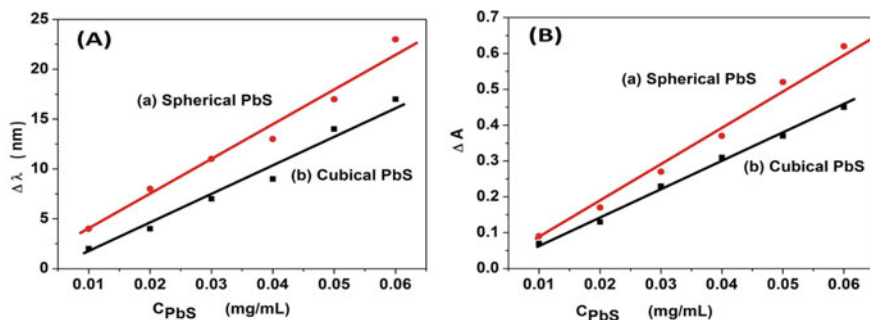 (A)
25
20
15
10
5
0
Δ λ ( nm)
(a) Spherical PbS
(b) Cubical PbS
0.01 0.02 0.03 0.04 0.05 0.06
CPbS (mg/mL)
(B)
0.7
0.6
0.5
0.4
0.3
0.2
0.1
0.0
Δ A
(a) Spherical PbS
(b) Cubical PbS
0.01 0.02 0.03 0.04 0.05 0.06
CPbS (mg/mL)